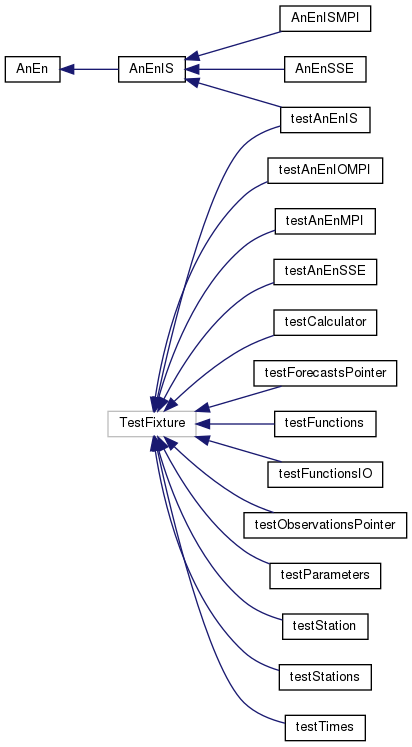 AnEnISMPI
AnEn
AnEnIS
AnEnSSE
testAnEnIS
testAnEnIOMPI
testAnEnMPI
testAnEnSSE
testCalculator
testForecastsPointer
TestFixture
testFunctions
testFunctionsIO
testObservationsPointer
testParameters
testStation
testStations
testTimes